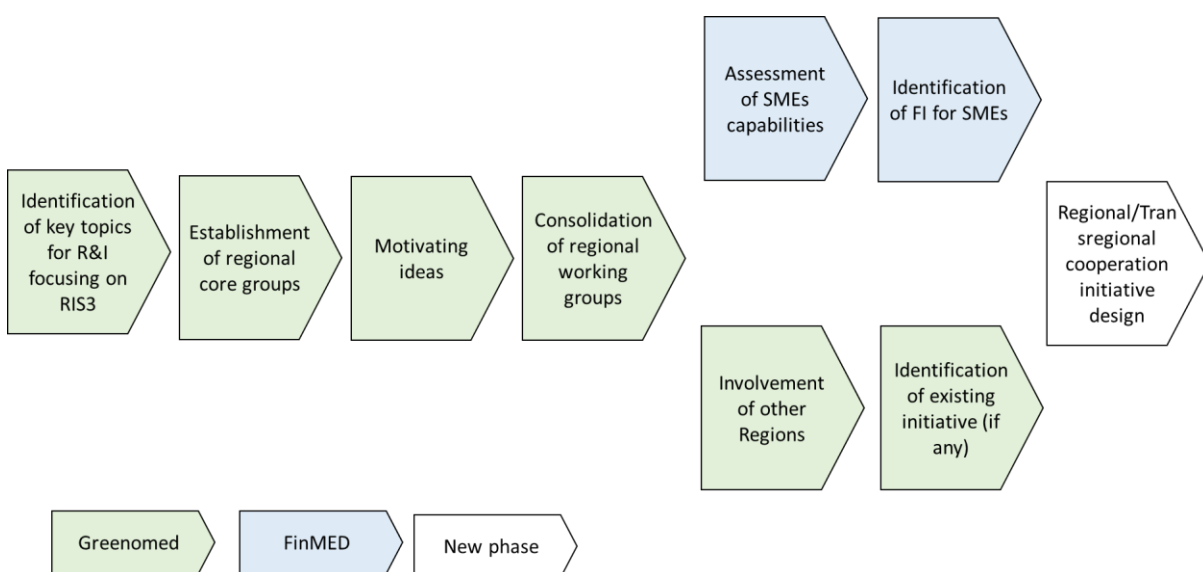 Identification
of key topics
for R&I
focusing on
RIS3
Establishment
of regional
core groups
Motivating
ideas
Consolidation
of regional
working
groups
Assessment
of SMEs
capabilities
Identification
of FI for SMEs
Involvement
of other
Regions
Identification
of existing
initiative (if
any)
Regional/Tran
sregional
cooperation
initiative
design
Greenomed
FinMED
New phase